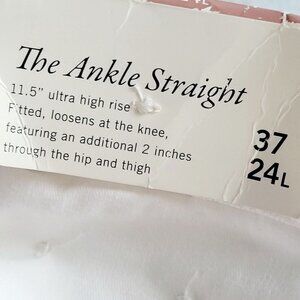 The Ankle Straight
11.5" ultra high rise
Fitted, loosens at the knee,
featuring an additional 2 inches
through the hip and thigh
37
24L